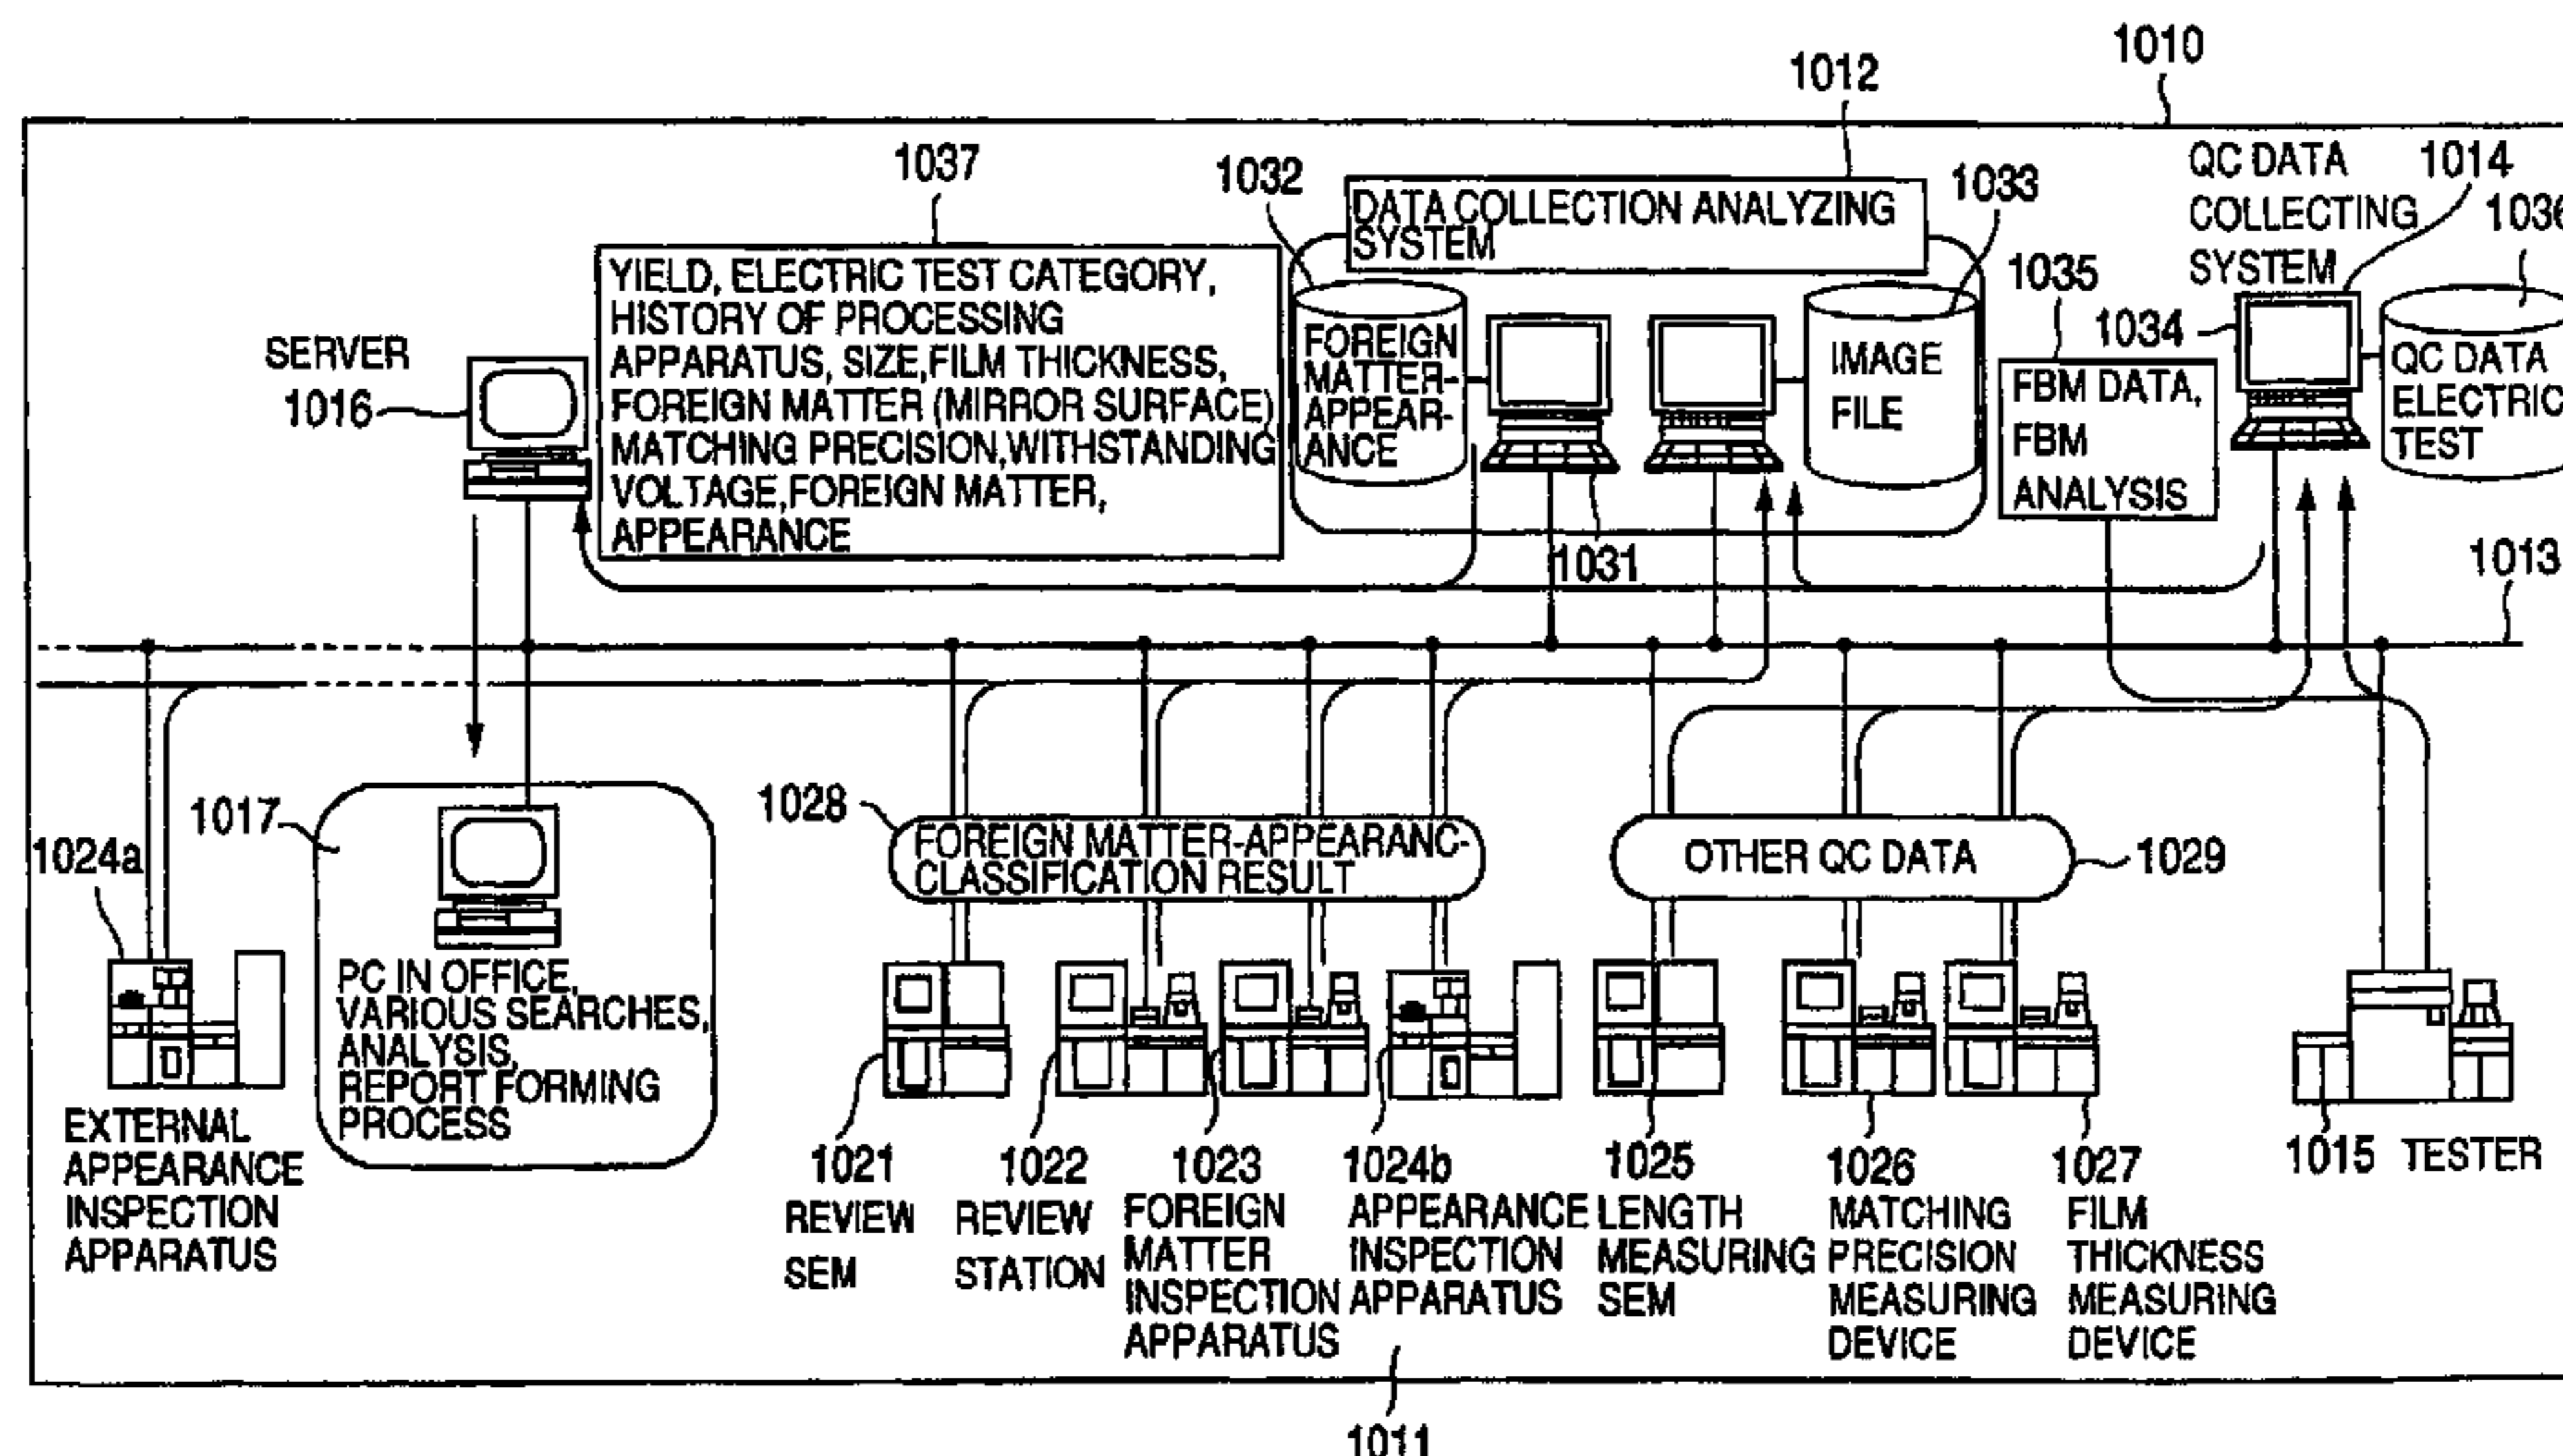 1010
1012
1037
1032
DATA COLLECTION ANALYZING
SYSTEM
1033
QC DATA
COLLECTING
SYSTEM
1014
1036
1035
1034
SERVER
1016
YIELD, ELECTRIC TEST CATEGORY,
HISTORY OF PROCESSING
APPARATUS, SIZE,FILM THICKNESS,
FOREIGN MATTER (MIRROR SURFACE)
MATCHING PRECISION,WITHSTANDING
VOLTAGE,FOREIGN MATTER,
APPEARANCE
FOREIGN
MATTER-
APPEAR-
ANCE
IMAGE
FILE
FBM DATA,
FBM
ANALYSIS
QC DATA
ELECTRIC
TEST
1031
1013
1024a
1017
1028
FOREIGN MATTER-APPEARANC-
CLASSIFICATION RESULT
OTHER QC DATA
1029
PC IN OFFICE,
VARIOUS SEARCHES,
ANALYSIS,
REPORT FORMING
PROCESS
EXTERNAL
APPEARANCE
INSPECTION
APPARATUS
1021
REVIEW
SEM
1022
REVIEW
STATION
1023
FOREIGN
MATTER
INSPECTION
APPARATUS
1024b
APPEARANCE
INSPECTION
APPARATUS
1025
LENGTH
MEASURING
SEM
1026
MATCHING
PRECISION
MEASURING
DEVICE
1027
FILM
THICKNESS
MEASURING
DEVICE
1015 TESTER
1011